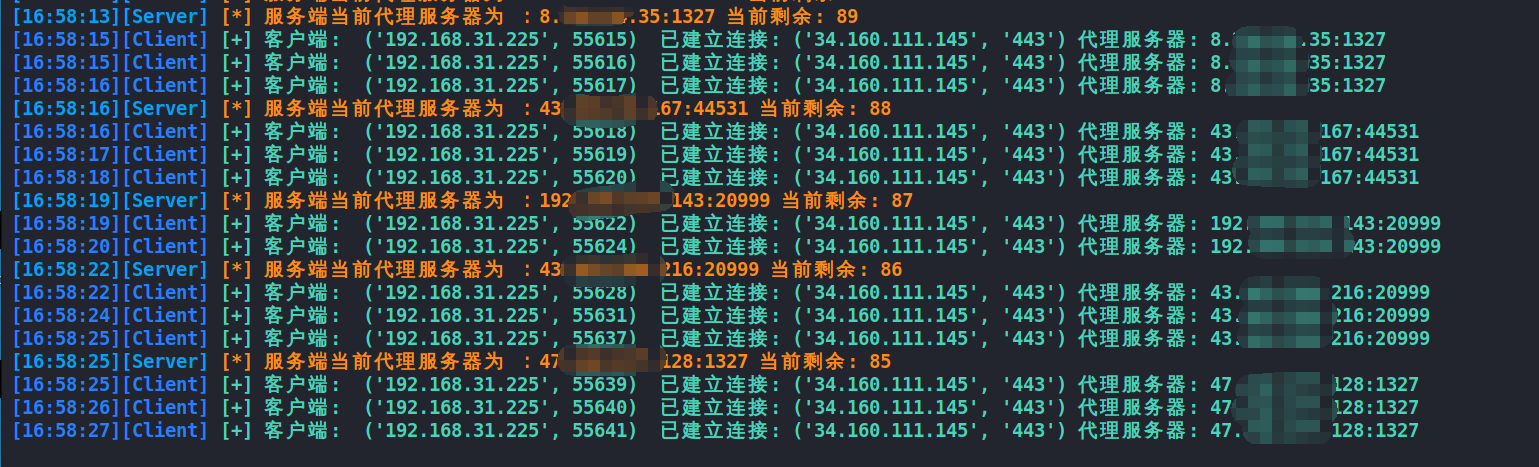 [16:58:13][Server] [*] 服务端当前代理服务器为 ：8. .35:1327 当前剩余: 89
[16:58:15][Client] [+] 客户端: ('192.168.31.225', 55615) 已建立连接: ('34.160.111.145', '443') 代理服务器: 8. .35:1327
[16:58:15][Client] [+] 客户端: ('192.168.31.225', 55616) 已建立连接: ('34.160.111.145', '443') 代理服务器: 8. .35:1327
[16:58:16][Client] [+] 客户端: ('192.168.31.225', 55617) 已建立连接: ('34.160.111.145', '443') 代理服务器: 8. 35:1327
[16:58:16][Server] [*] 服务端当前代理服务器为 ：43 167:44531 当前剩余: 88
[16:58:16][Client] [+] 客户端: ('192.168.31.225', 55618) 已建立连接: ('34.160.111.145', '443') 代理服务器: 43. 167:44531
[16:58:17][Client] [+] 客户端: ('192.168.31.225', 55619) 已建立连接: ('34.160.111.145', '443') 代理服务器: 43. 167:44531
[16:58:18][Client] [+] 客户端: ('192.168.31.225', 55620) 已建立连接: ('34.160.111.145', '443') 代理服务器: 43. 167:44531
[16:58:19][Server] [*] 服务端当前代理服务器为 ：192 143:20999 当前剩余: 87
[16:58:19][Client] [+] 客户端: ('192.168.31.225', 55622) 已建立连接: ('34.160.111.145', '443') 代理服务器: 192. 143:20999
[16:58:20][Client] [+] 客户端: ('192.168.31.225', 55624) 已建立连接: ('34.160.111.145', '443') 代理服务器: 192. 43:20999
[16:58:22][Server] [*] 服务端当前代理服务器为 ：43 216:20999 当前剩余: 86
[16:58:22][Client] [+] 客户端: ('192.168.31.225', 55628) 已建立连接: ('34.160.111.145', '443') 代理服务器: 43. 216:20999
[16:58:24][Client] [+] 客户端: ('192.168.31.225', 55631) 已建立连接: ('34.160.111.145', '443') 代理服务器: 43. 216:20999
[16:58:25][Client] [+] 客户端: ('192.168.31.225', 55637) 已建立连接: ('34.160.111.145', '443') 代理服务器: 43. 216:20999
[16:58:25][Server] [*] 服务端当前代理服务器为 ：47 128:1327 当前剩余: 85
[16:58:25][Client] [+] 客户端: ('192.168.31.225', 55639) 已建立连接: ('34.160.111.145', '443') 代理服务器: 47 128:1327
[16:58:26][Client] [+] 客户端: ('192.168.31.225', 55640) 已建立连接: ('34.160.111.145', '443') 代理服务器: 47 128:1327
[16:58:27][Client] [+] 客户端: ('192.168.31.225', 55641) 已建立连接: ('34.160.111.145', '443') 代理服务器: 47. 128:1327